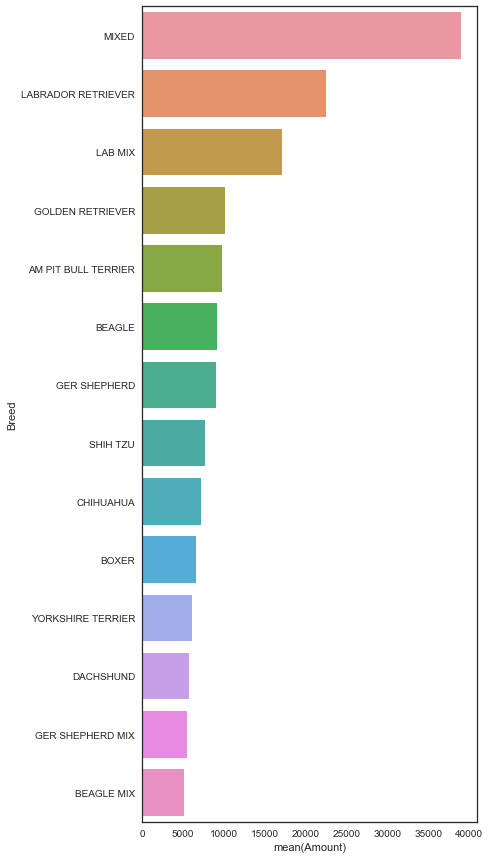 MIXED
LABRADOR RETRIEVER
LAB MIX
GOLDEN RETRIEVER
AM PIT BULL TERRIER
BEAGLE
GER SHEPHERD
Breed
SHIH TZU
CHIHUAHUA
BOXER
YORKSHIRE TERRIER
DACHSHUND
GER SHEPHERD MIX
BEAGLE MIX
0 5000 10000 15000 20000 25000 30000 35000 40000
mean(Amount)